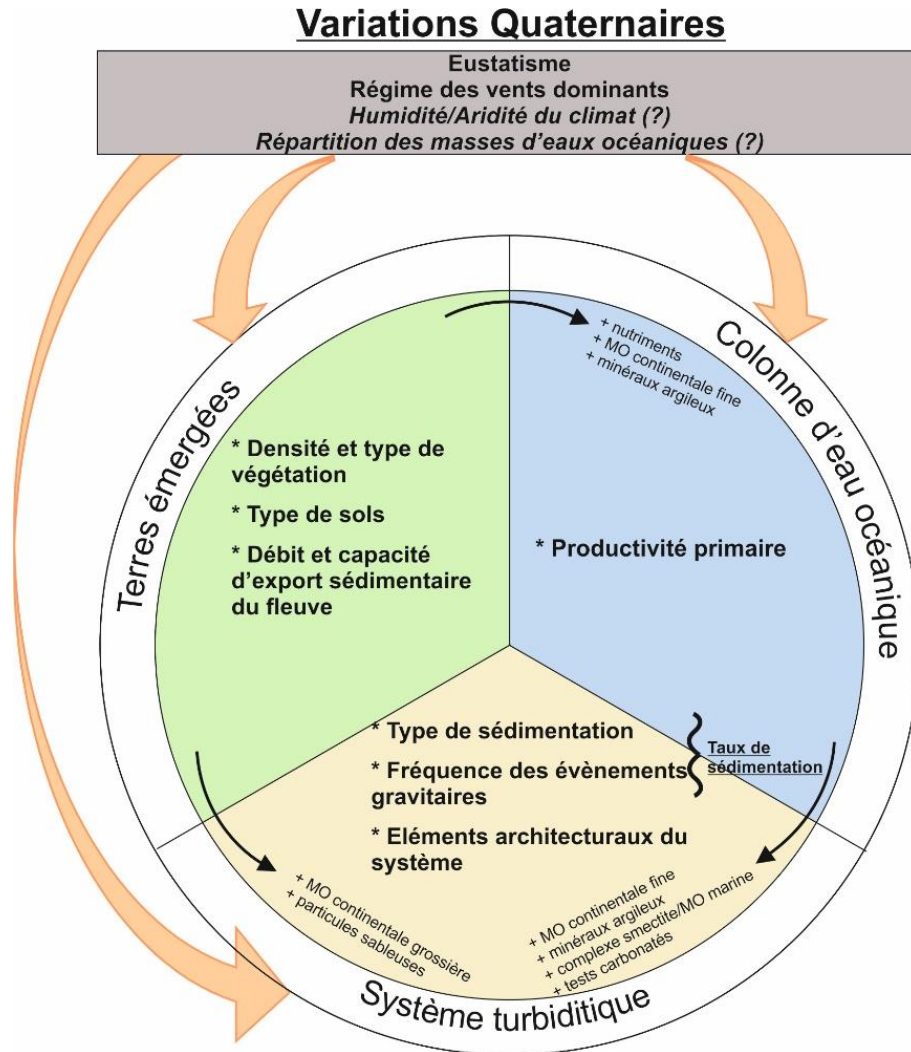 Variations Quaternaires
Eustatisme
Régime des vents dominants
Humidité/Aridité du climat (?)
Répartition des masses d'eaux océaniques (?)
Terres émergées
Colonne d'eau océanique
+ nutriments
+ MO continentale fine
+ minéraux argileux
* Densité et type de
végétation
* Type de sols
* Débit et capacité
d'export sédimentaire
du fleuve
* Productivité primaire
* Type de sédimentation
* Fréquence des évènements
gravitaires
* Eléments architecturaux du
système
Taux de
sédimentation
+ MO continentale grossière
+ particules sableuses
+ MO continentale fine
+ minéraux argileux
+ complexe smectite/MO marine
+ tests carbonatés
Système turbiditique